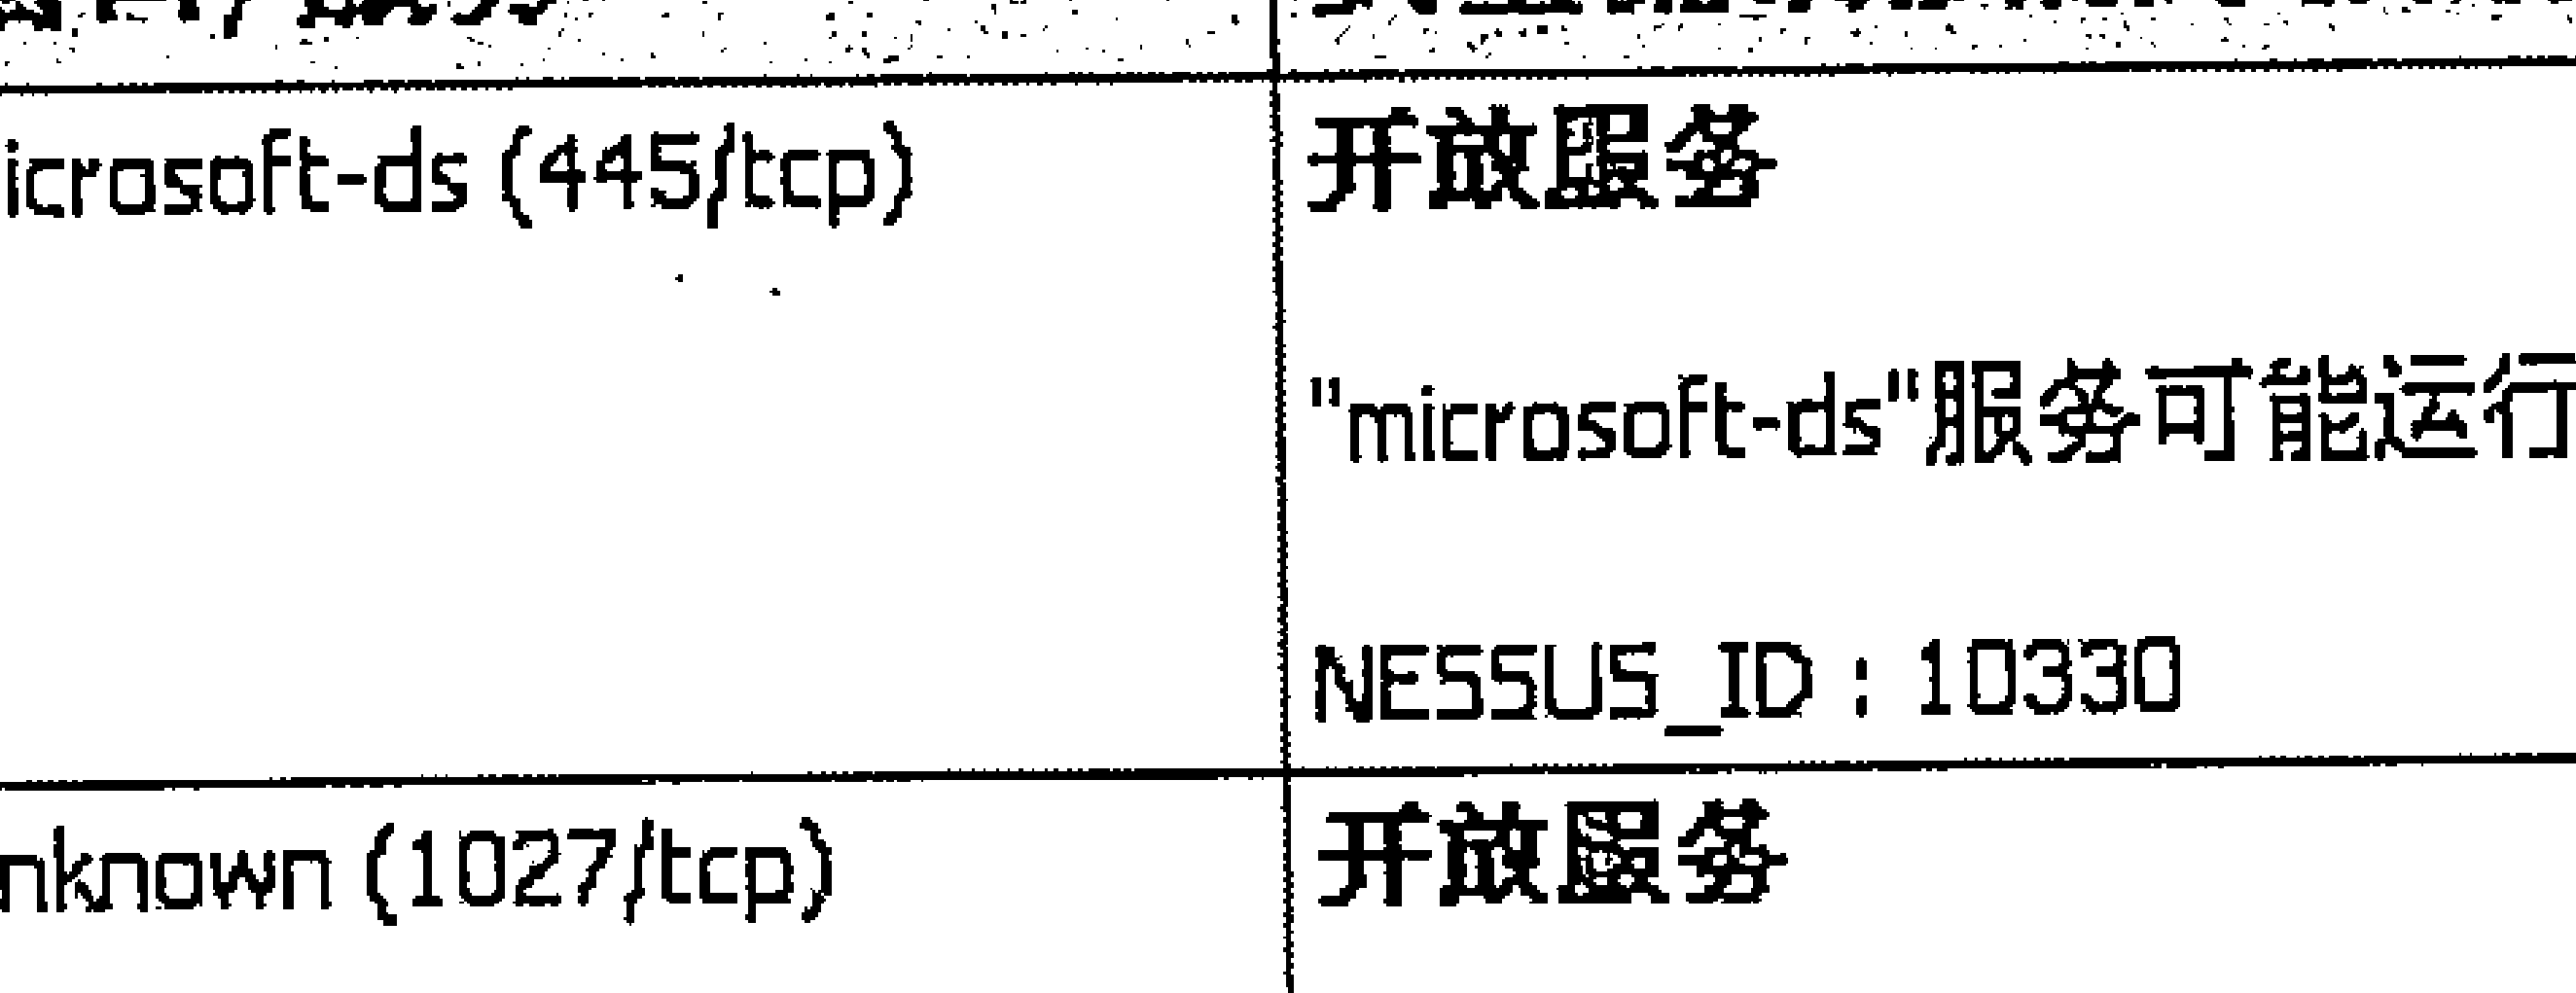 icrosoft-ds (445/tcp)
开放服务
"microsoft-ds"服务可能运行
NESSUS_ID : 10330
nknown (1027/tcp)
开放服务